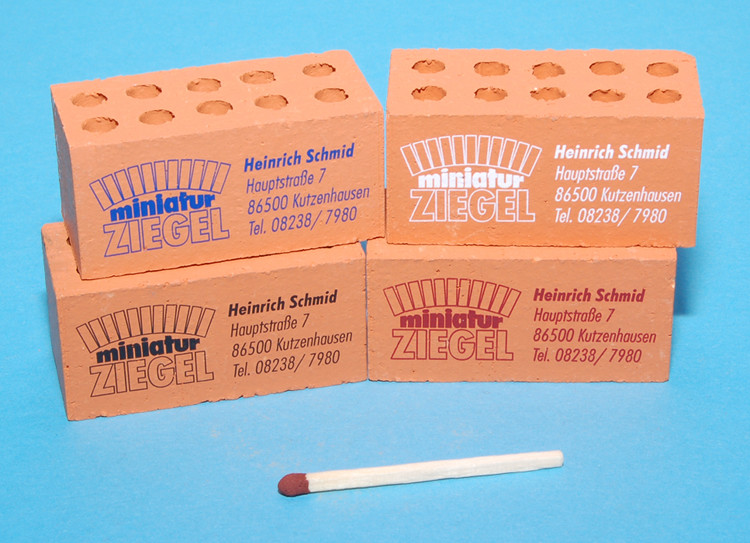 miniatur
ZIEGEL
Heinrich Schmid
Hauptstraße 7
86500 Kutzenhausen
Tel. 08238/ 7980
miniatur
ZIEGEL
Heinrich Schmid
Hauptstraße 7
86500 Kutzenhausen
Tel. 08238/ 7980
miniatur
ZIEGEL
Heinrich Schmid
Hauptstraße 7
86500 Kutzenhausen
Tel. 08238/ 7980
miniatur
ZIEGEL
Heinrich Schmid
Hauptstraße 7
86500 Kutzenhausen
Tel. 08238/ 7980